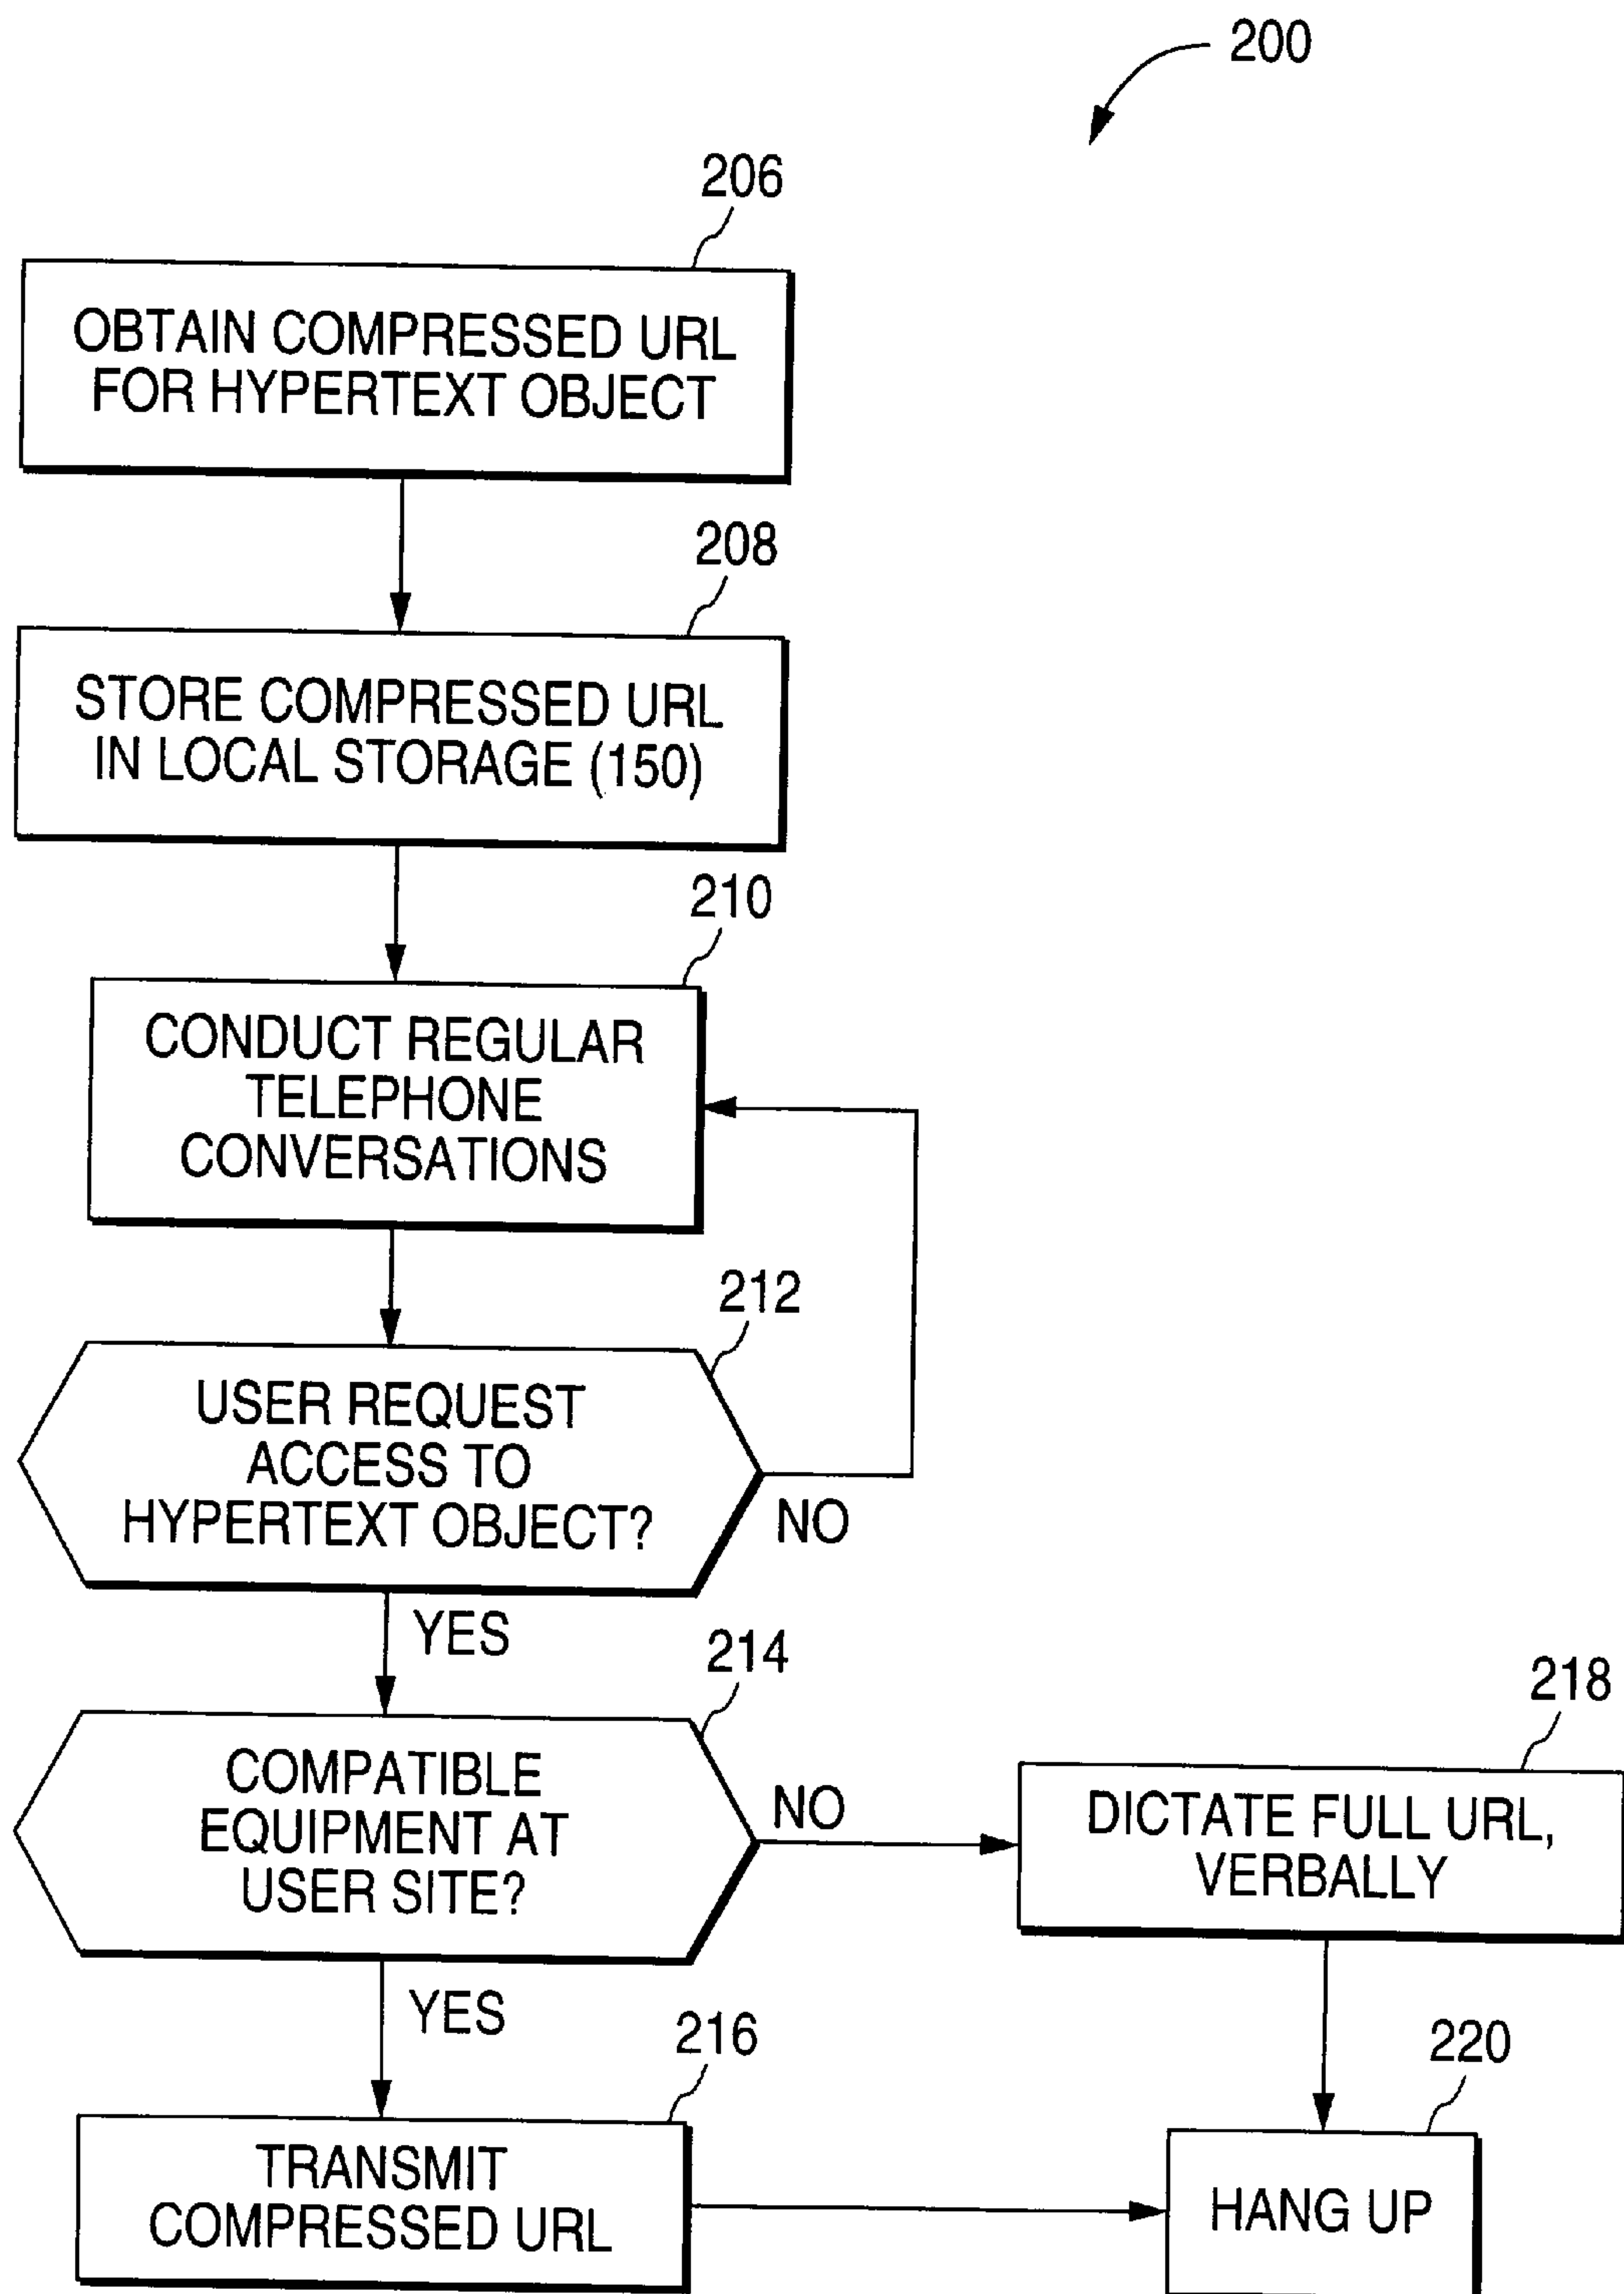 200
206
OBTAIN COMPRESSED URL
FOR HYPERTEXT OBJECT
208
STORE COMPRESSED URL
IN LOCAL STORAGE (150)
210
CONDUCT REGULAR
TELEPHONE
CONVERSATIONS
212
USER REQUEST
ACCESS TO
HYPERTEXT OBJECT?
NO
YES
214
COMPATIBLE
EQUIPMENT AT
USER SITE?
NO
218
DICTATE FULL URL,
VERBALLY
YES
216
TRANSMIT
COMPRESSED URL
220
HANG UP